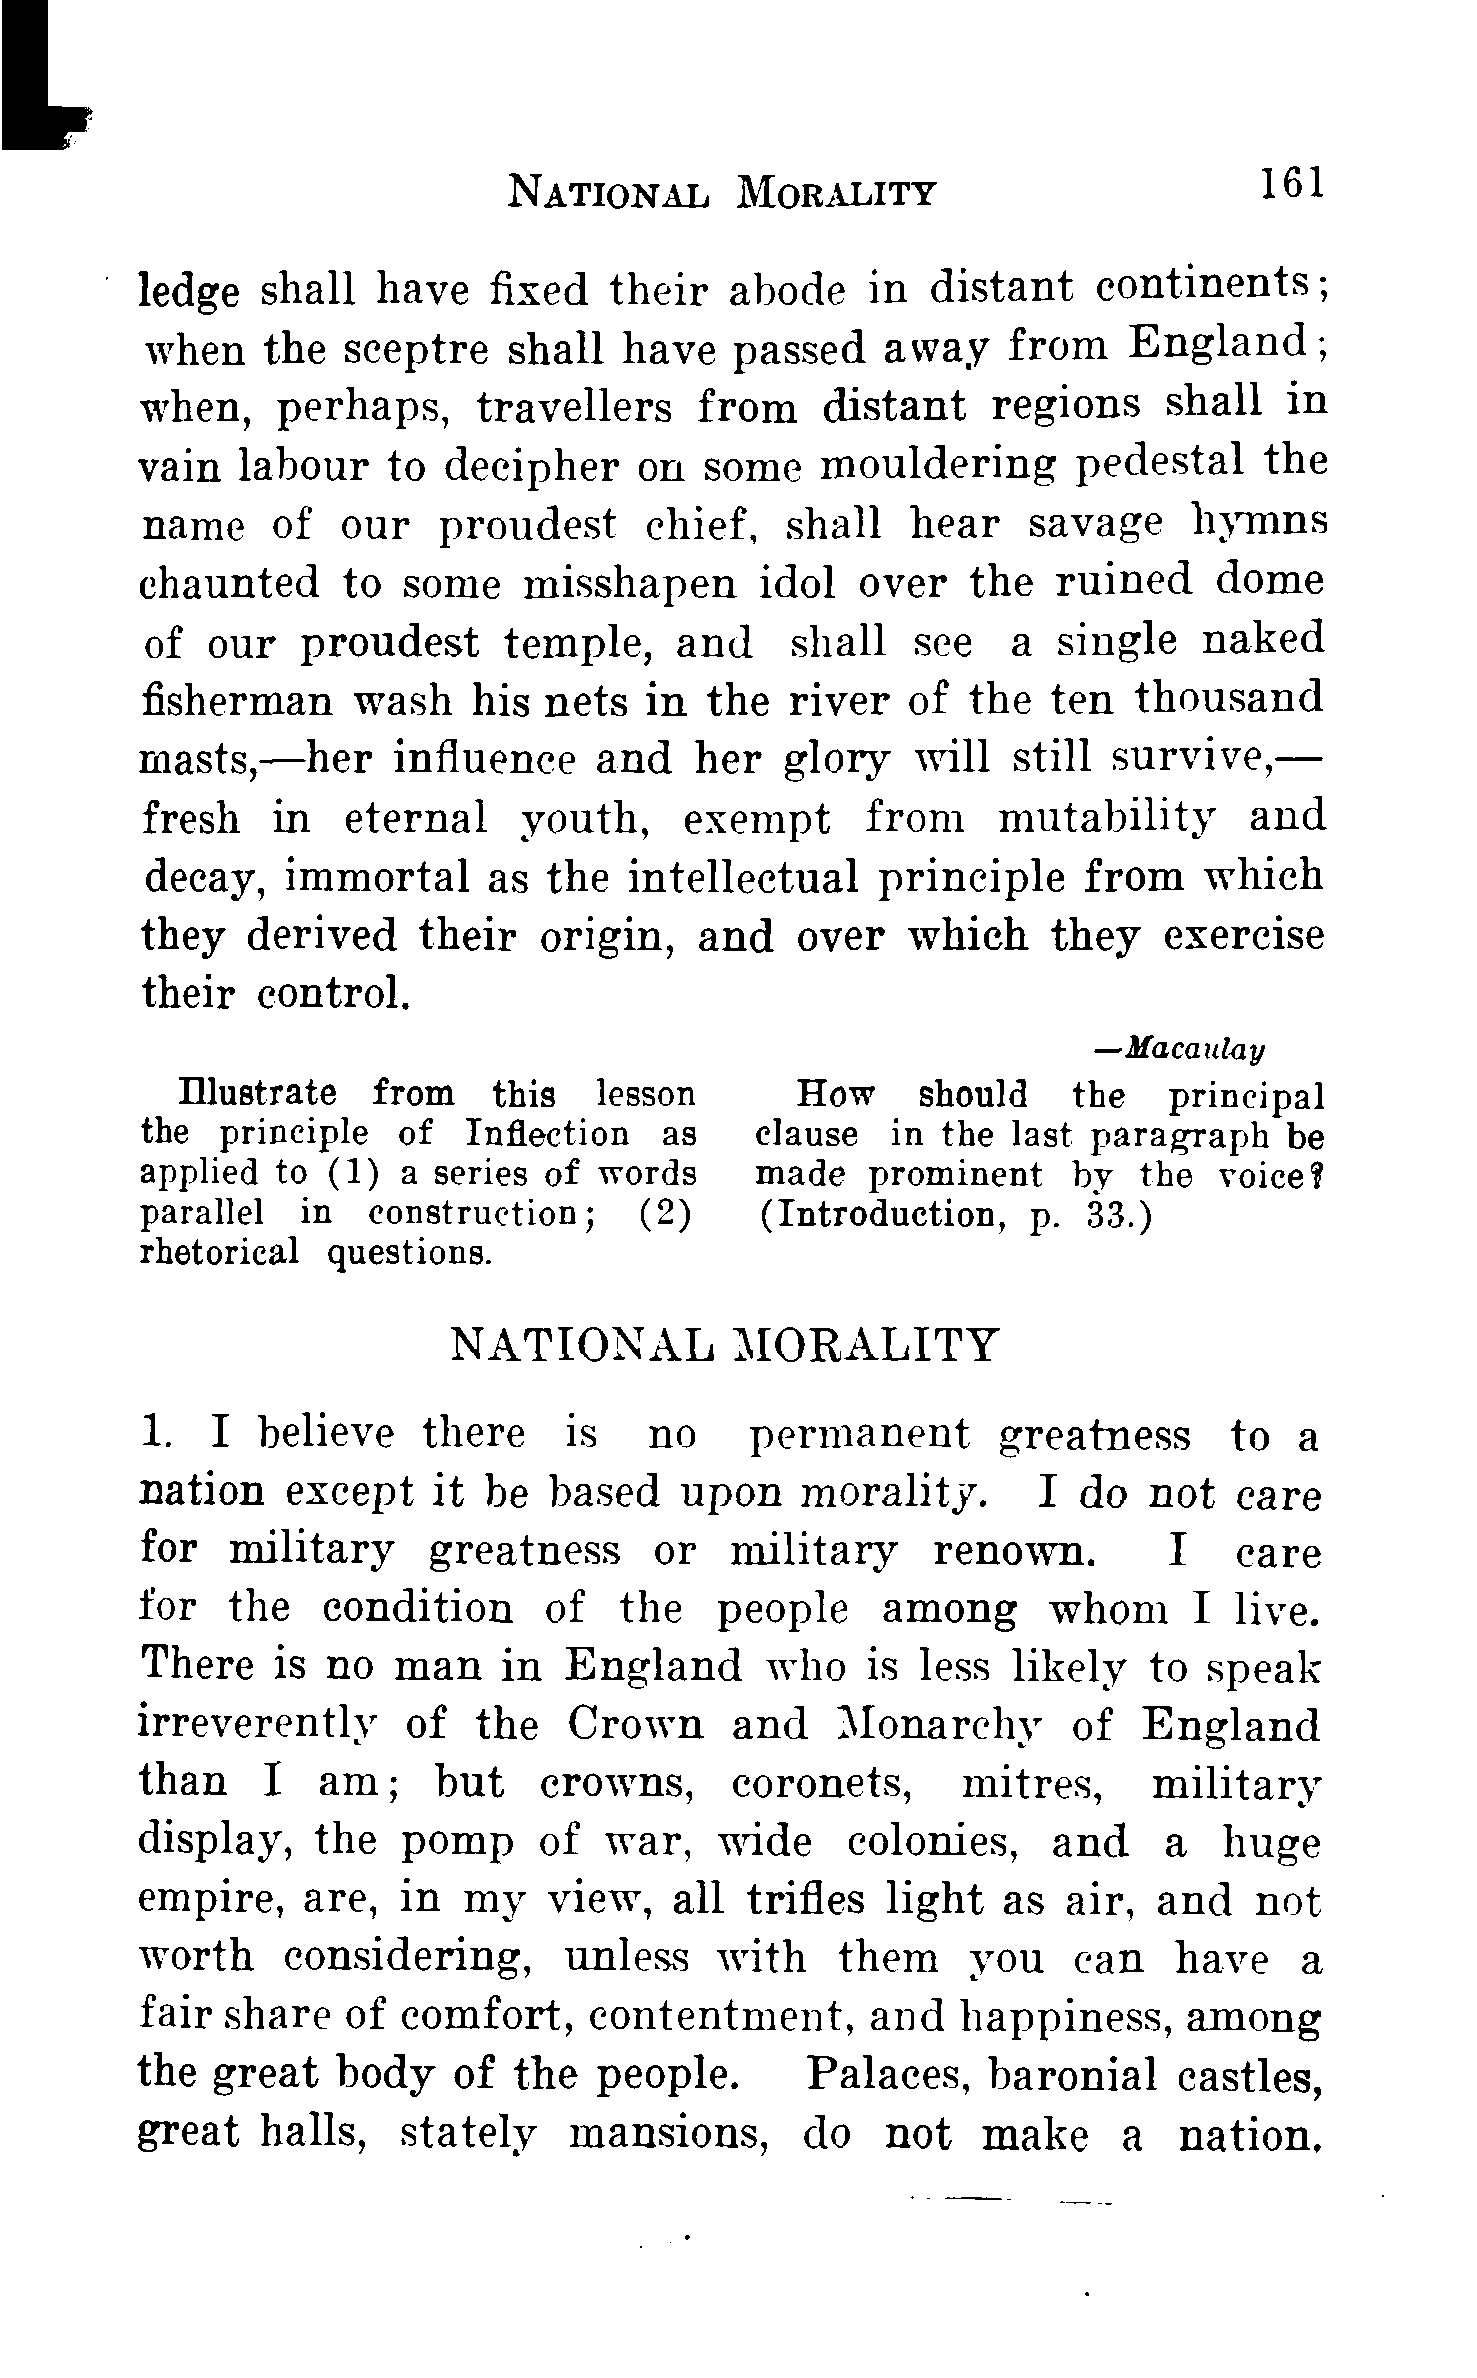 NATIONAL MORALITY 161
ledge shall have fixed their abode in distant continents;
when the sceptre shall have passed away from England;
when, perhaps, travellers from distant regions shall in
vain labour to decipher on some mouldering pedestal the
name of our proudest chief, shall hear savage hymns
chaunted to some misshapen idol over the ruined dome
of our proudest temple, and shall see a single naked
fisherman wash his nets in the river of the ten thousand
masts,—her influence and her glory will still survive,—
fresh in eternal youth, exempt from mutability and
decay, immortal as the intellectual principle from which
they derived their origin, and over which they exercise
their control.
—Macaulay
Illustrate from this lesson
the principle of Inflection as
applied to (1) a series of words
parallel in construction; (2)
rhetorical questions.
How should the principal
clause in the last paragraph be
made prominent by the voice?
(Introduction, p. 33.)
NATIONAL MORALITY
1. I believe there is no permanent greatness to a
nation except it be based upon morality. I do not care
for military greatness or military renown. I care
for the condition of the people among whom I live.
There is no man in England who is less likely to speak
irreverently of the Crown and Monarchy of England
than I am; but crowns, coronets, mitres, military
display, the pomp of war, wide colonies, and a huge
empire, are, in my view, all trifles light as air, and not
worth considering, unless with them you can have a
fair share of comfort, contentment, and happiness, among
the great body of the people. Palaces, baronial castles,
great halls, stately mansions, do not make a nation.